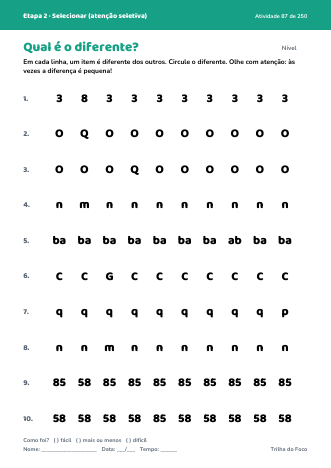 Etapa 2 · Selecionar (atenção seletiva) Atividade 87 de 250
Qual é o diferente? Nível
Em cada linha, um item é diferente dos outros. Circule o diferente. Olhe com atenção: às
vezes a diferença é pequena!
1. 3 8 3 3 3 3 3 3 3 3
2. O Q O O O O O O O O
3. O O O Q O O O O O O
4. n m n n n n n n n n
5. ba ba ba ba ba ba ba ab ba ba
6. C C G C C C C C C C
7. q q q q q q q q q p
8. n n m n n n n n n n
9. 85 58 85 85 85 85 85 85 85 85
10. 58 58 58 58 58 58 58 85 58 58
Como foi? ( ) fácil ( ) mais ou menos ( ) difícil
Nome: ____________________ Data: ___/___ Tempo: ______ Trilha do Foco